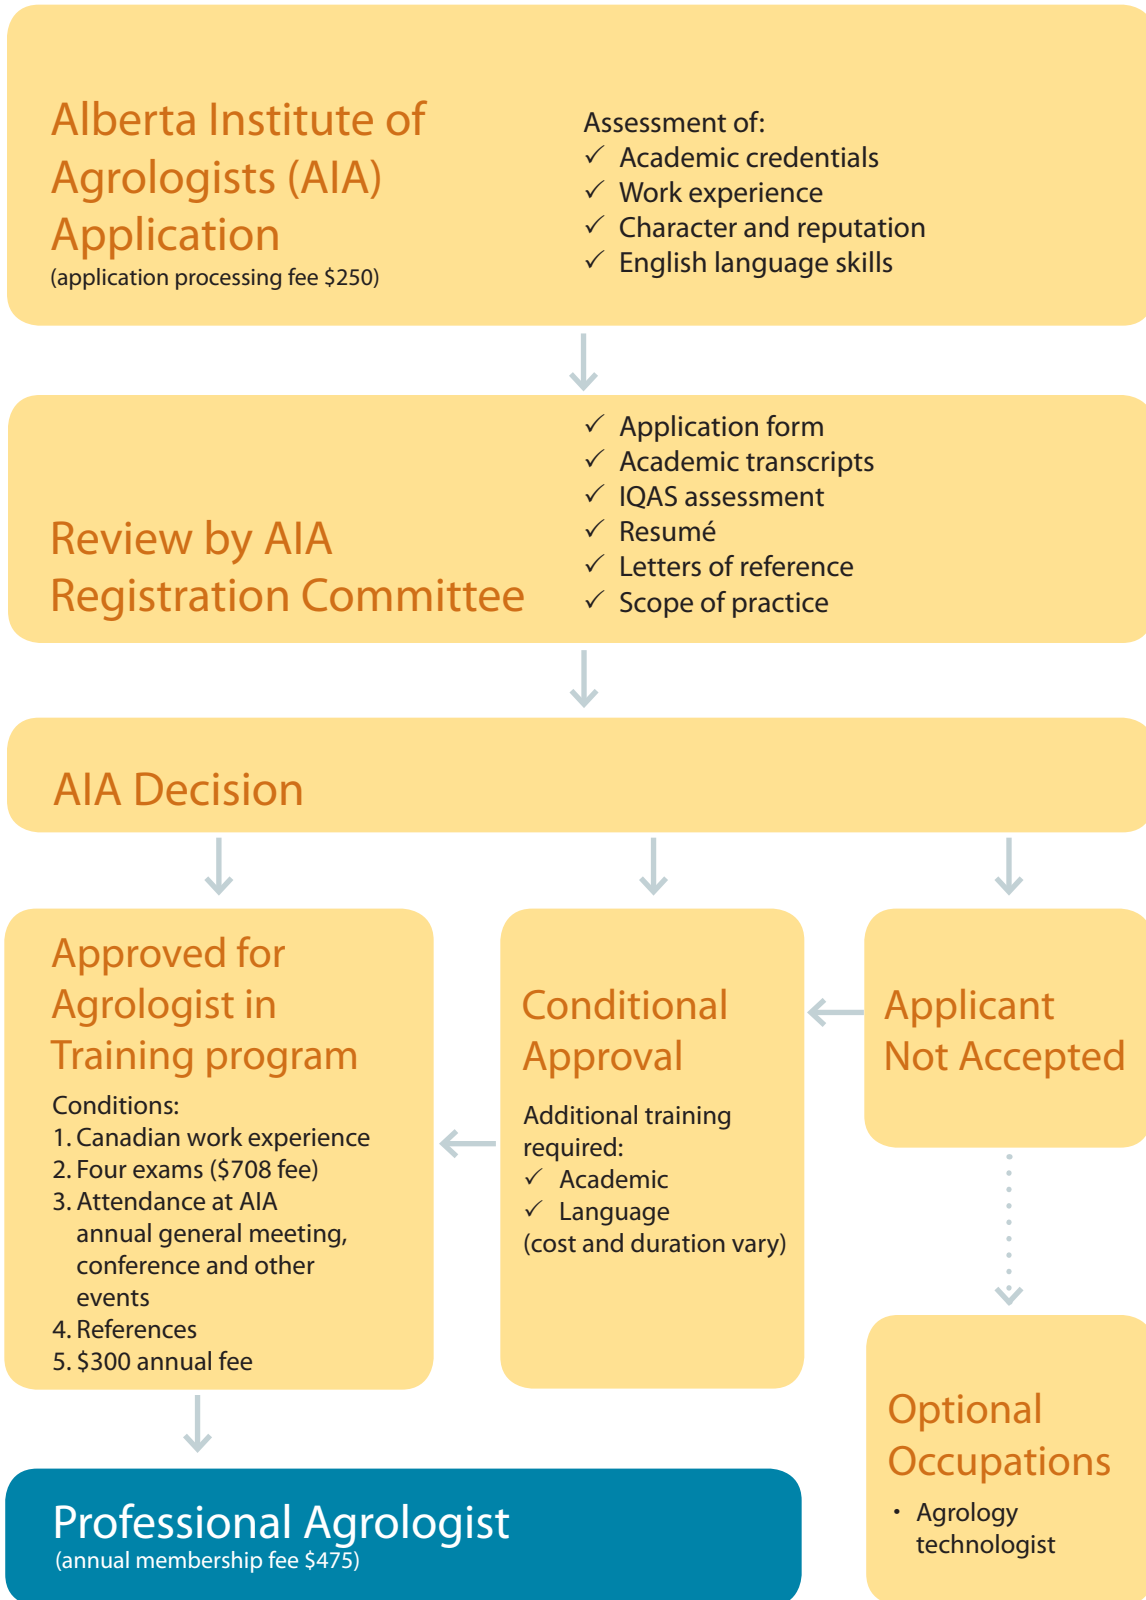 Alberta Institute of
Agrologists (AIA)
Application
(application processing fee $250)
Assessment of:
✓ Academic credentials
✓ Work experience
✓ Character and reputation
✓ English language skills
Review by AIA
Registration Committee
✓ Application form
✓ Academic transcripts
✓ IQAS assessment
✓ Resumé
✓ Letters of reference
✓ Scope of practice
AIA Decision
Approved for
Agrologist in
Training program
Conditions:
1. Canadian work experience
2. Four exams ($708 fee)
3. Attendance at AIA
annual general meeting,
conference and other
events
4. References
5. $300 annual fee
Conditional
Approval
Additional training
required:
✓ Academic
✓ Language
(cost and duration vary)
Applicant
Not Accepted
Optional
Occupations
• Agrology
technologist
Professional Agrologist
(annual membership fee $475)